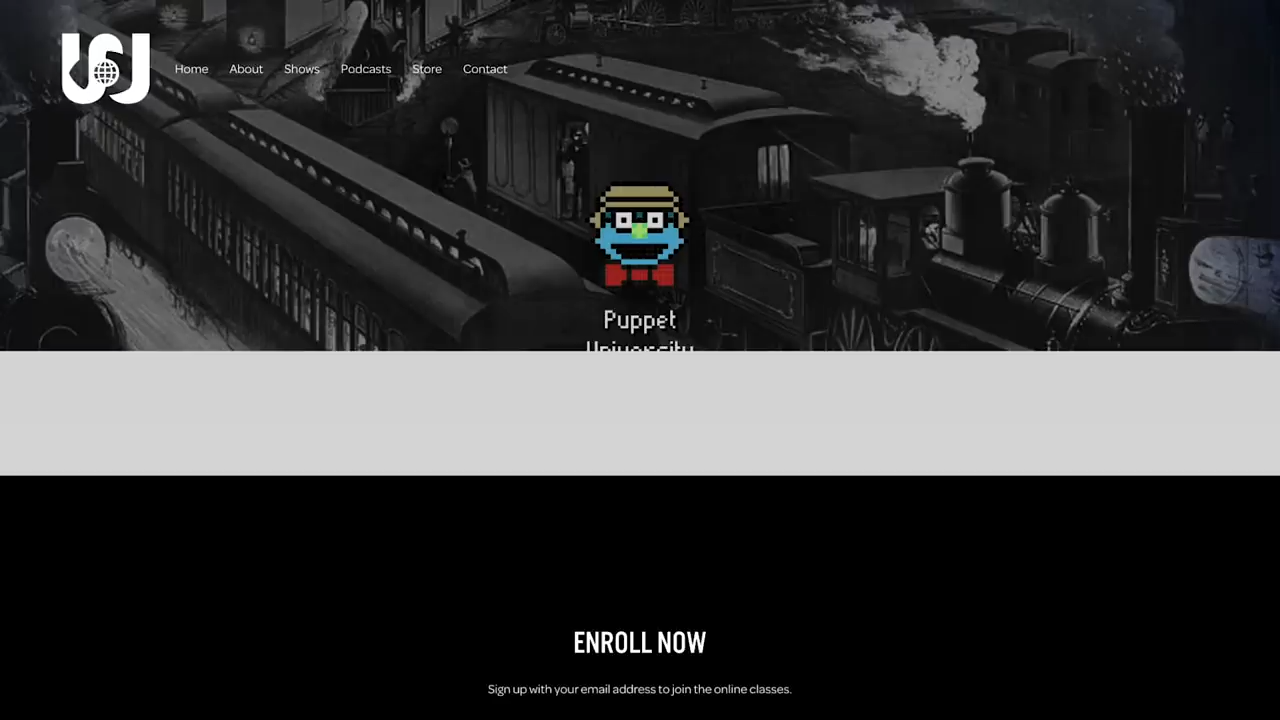 Home About Shows Podcasts Store Contact
Puppet
University
ENROLL NOW
Sign up with your email address to join the online classes.